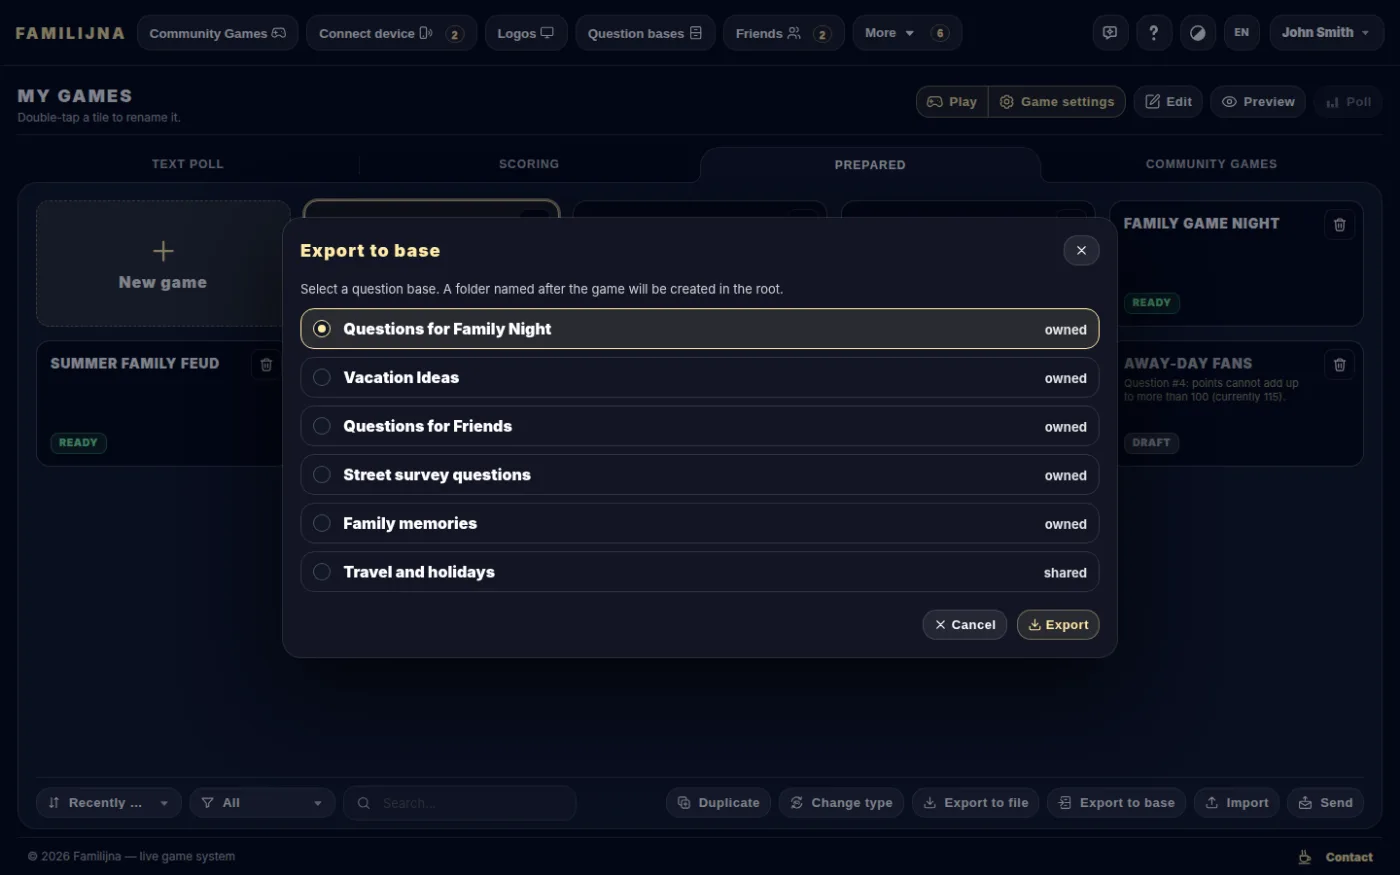 FAMILIJNA
Community Games
Connect device 2
Logos
Question bases
Friends 2
More 6
?
EN
John Smith
MY GAMES
Double-tap a tile to rename it.
Play
Game settings
Edit
Preview
Poll
TEXT POLL
SCORING
PREPARED
COMMUNITY GAMES
New game
FAMILY GAME NIGHT
READY
SUMMER FAMILY FEUD
READY
AWAY-DAY FANS
Question #4: points cannot add up
to more than 100 (currently 115).
DRAFT
Export to base
Select a question base. A folder named after the game will be created in the root.
Questions for Family Night owned
Vacation Ideas owned
Questions for Friends owned
Street survey questions owned
Family memories owned
Travel and holidays shared
Cancel
Export
Recently ...
All
Search...
Duplicate
Change type
Export to file
Export to base
Import
Send
© 2026 Familijna — live game system
Contact